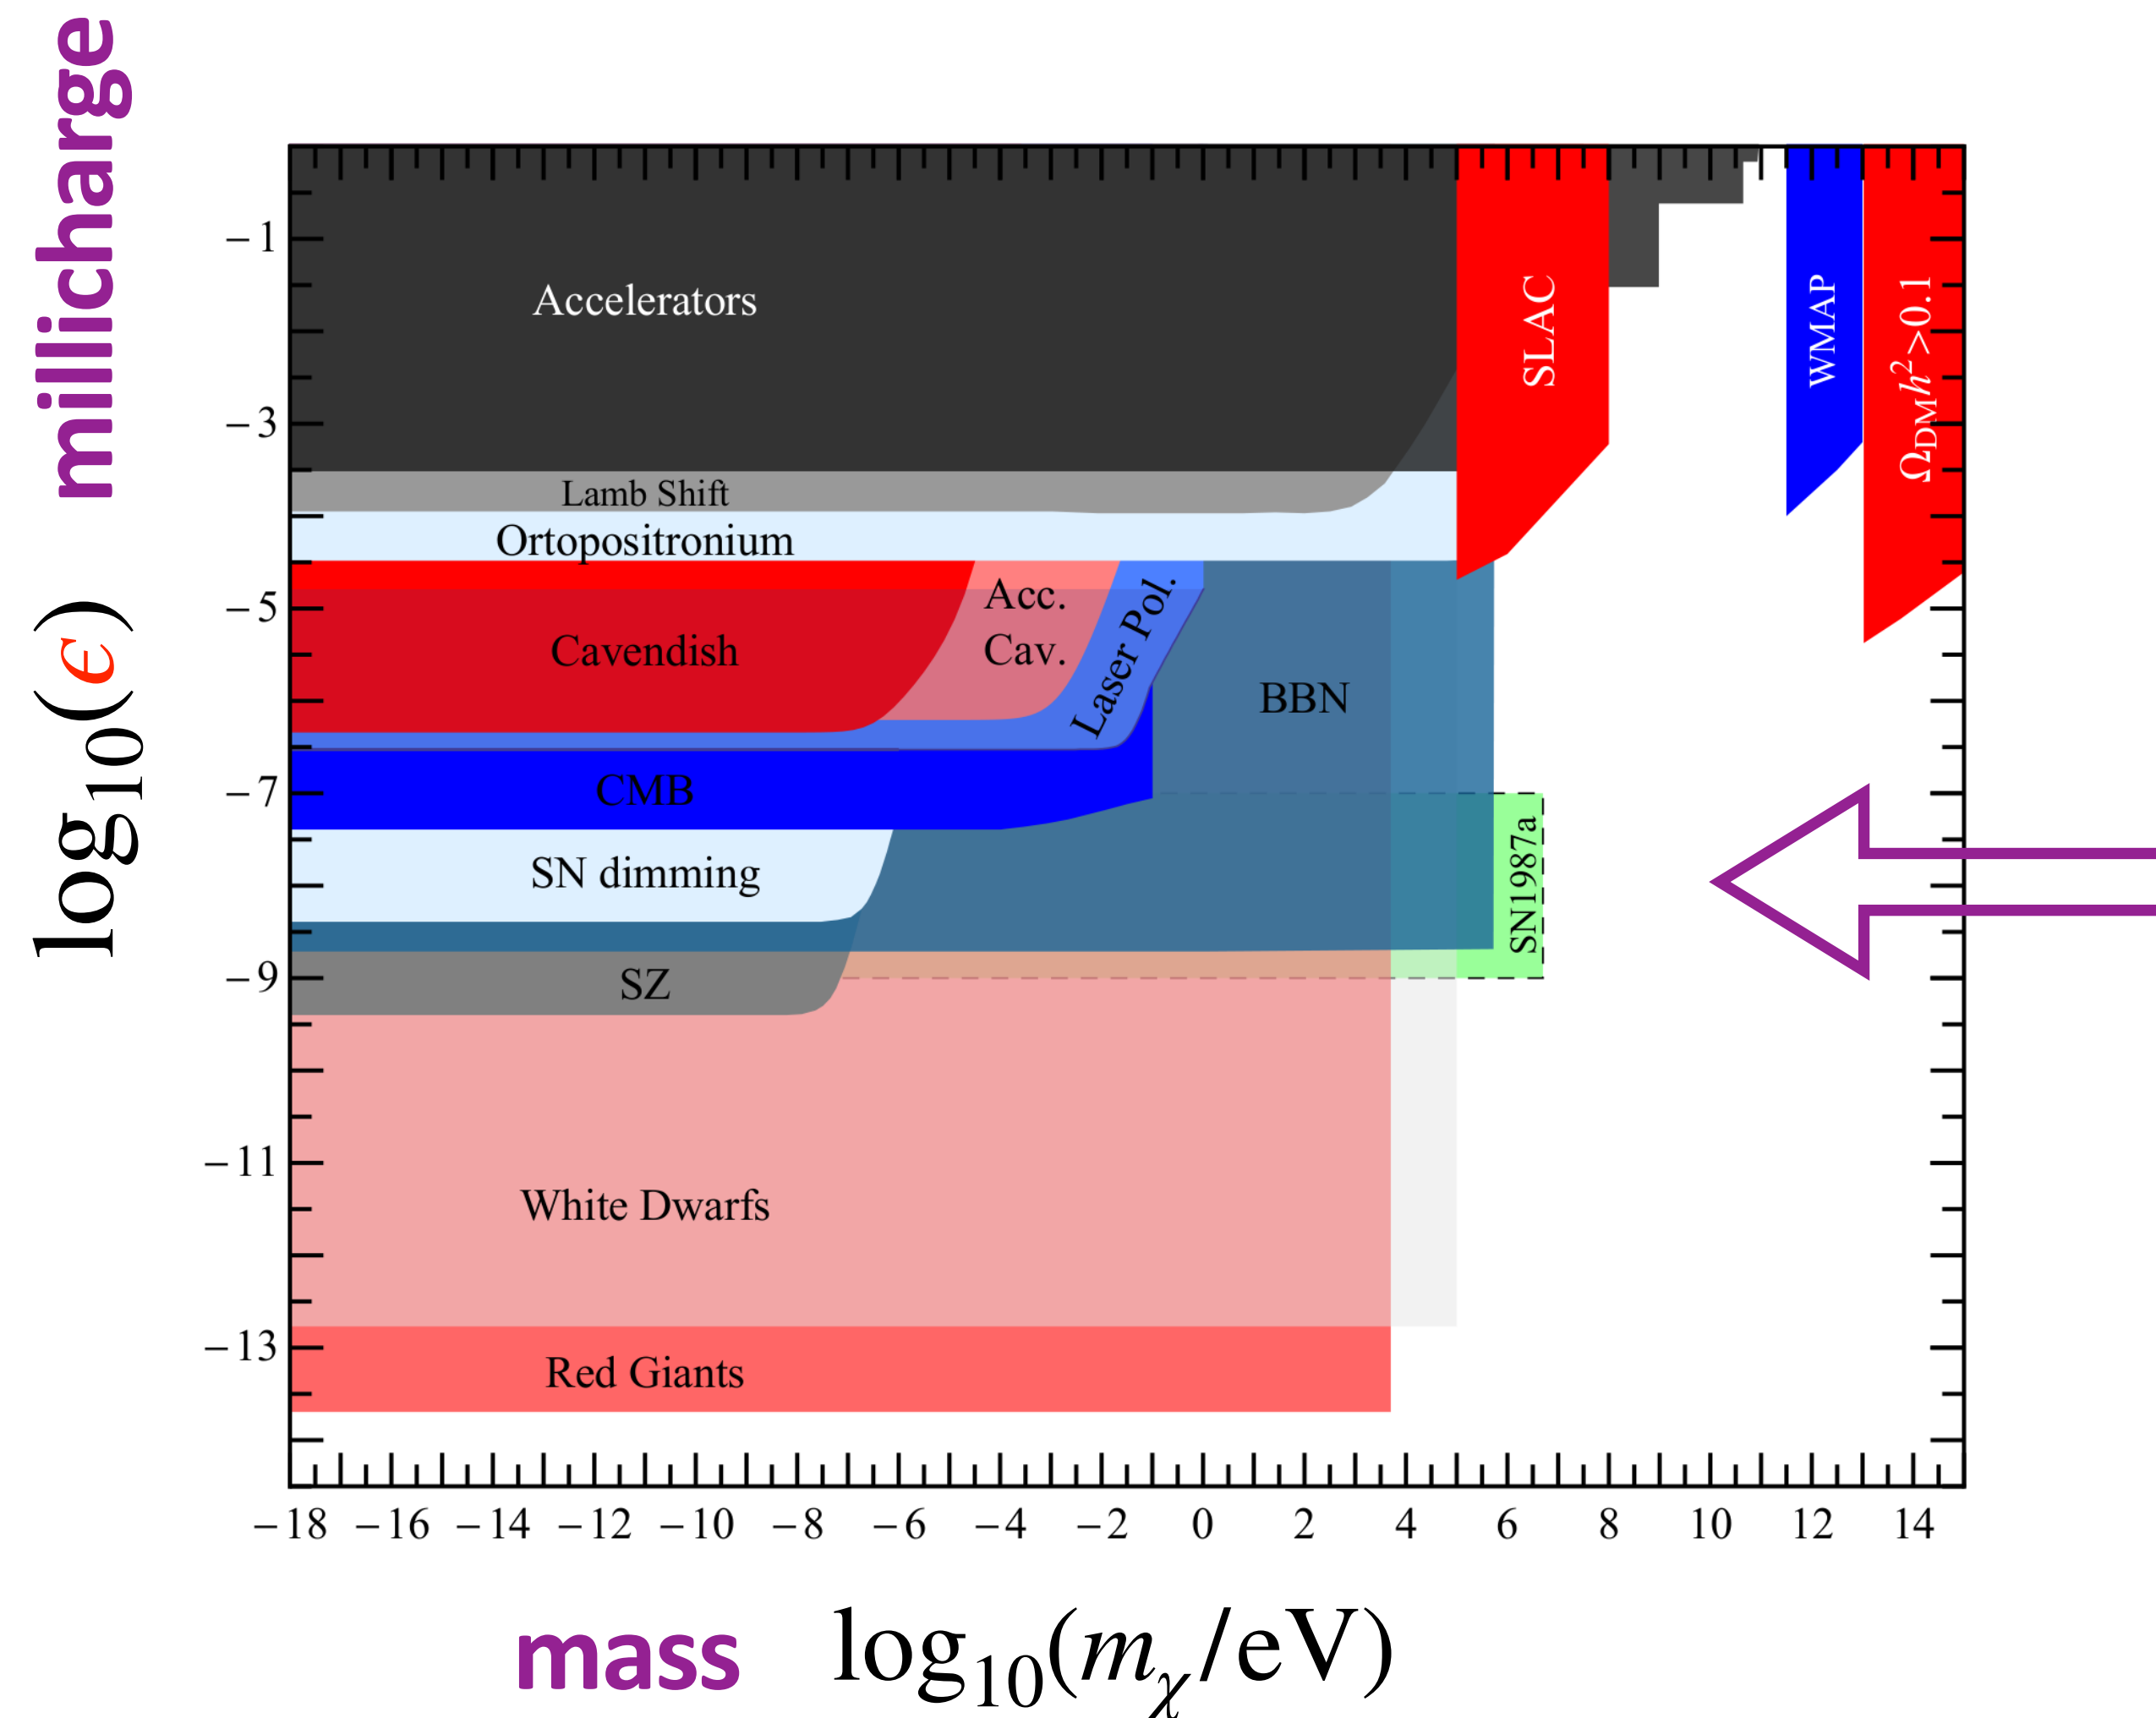 millicharge
log10(ϵ)
−1
−3
−5
−7
−9
−11
−13
Accelerators
Lamb Shift
Ortopositronium
Cavendish
Acc.
Cav.
Laser Pol.
BBN
CMB
SN dimming
SZ
White Dwarfs
Red Giants
SLAC
WMAP
ΩDMh²>0.1
SN1987a
−18 −16 −14 −12 −10 −8 −6 −4 −2 0 2 4 6 8 10 12 14
mass log10(mχ/eV)